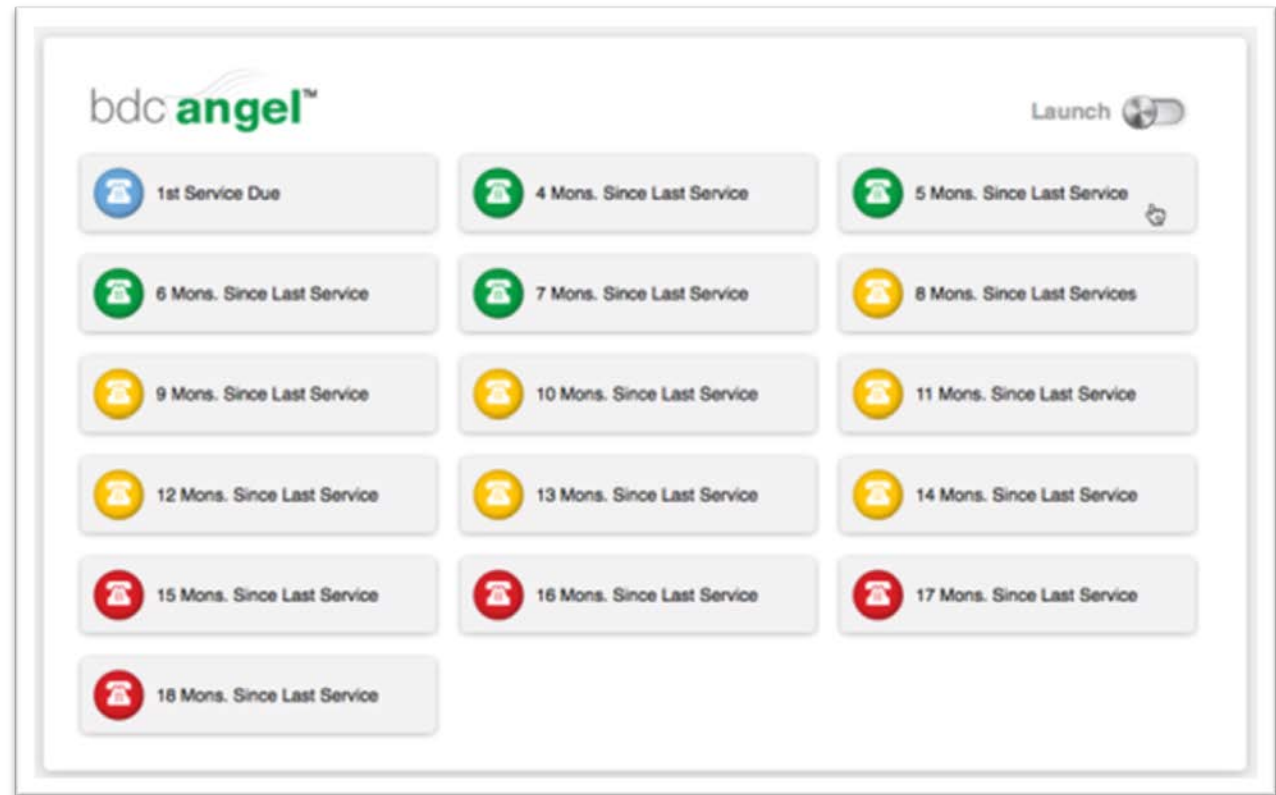 bdc angel™
Launch
1st Service Due
4 Mons. Since Last Service
5 Mons. Since Last Service
6 Mons. Since Last Service
7 Mons. Since Last Service
8 Mons. Since Last Services
9 Mons. Since Last Service
10 Mons. Since Last Service
11 Mons. Since Last Service
12 Mons. Since Last Service
13 Mons. Since Last Service
14 Mons. Since Last Service
15 Mons. Since Last Service
16 Mons. Since Last Service
17 Mons. Since Last Service
18 Mons. Since Last Service